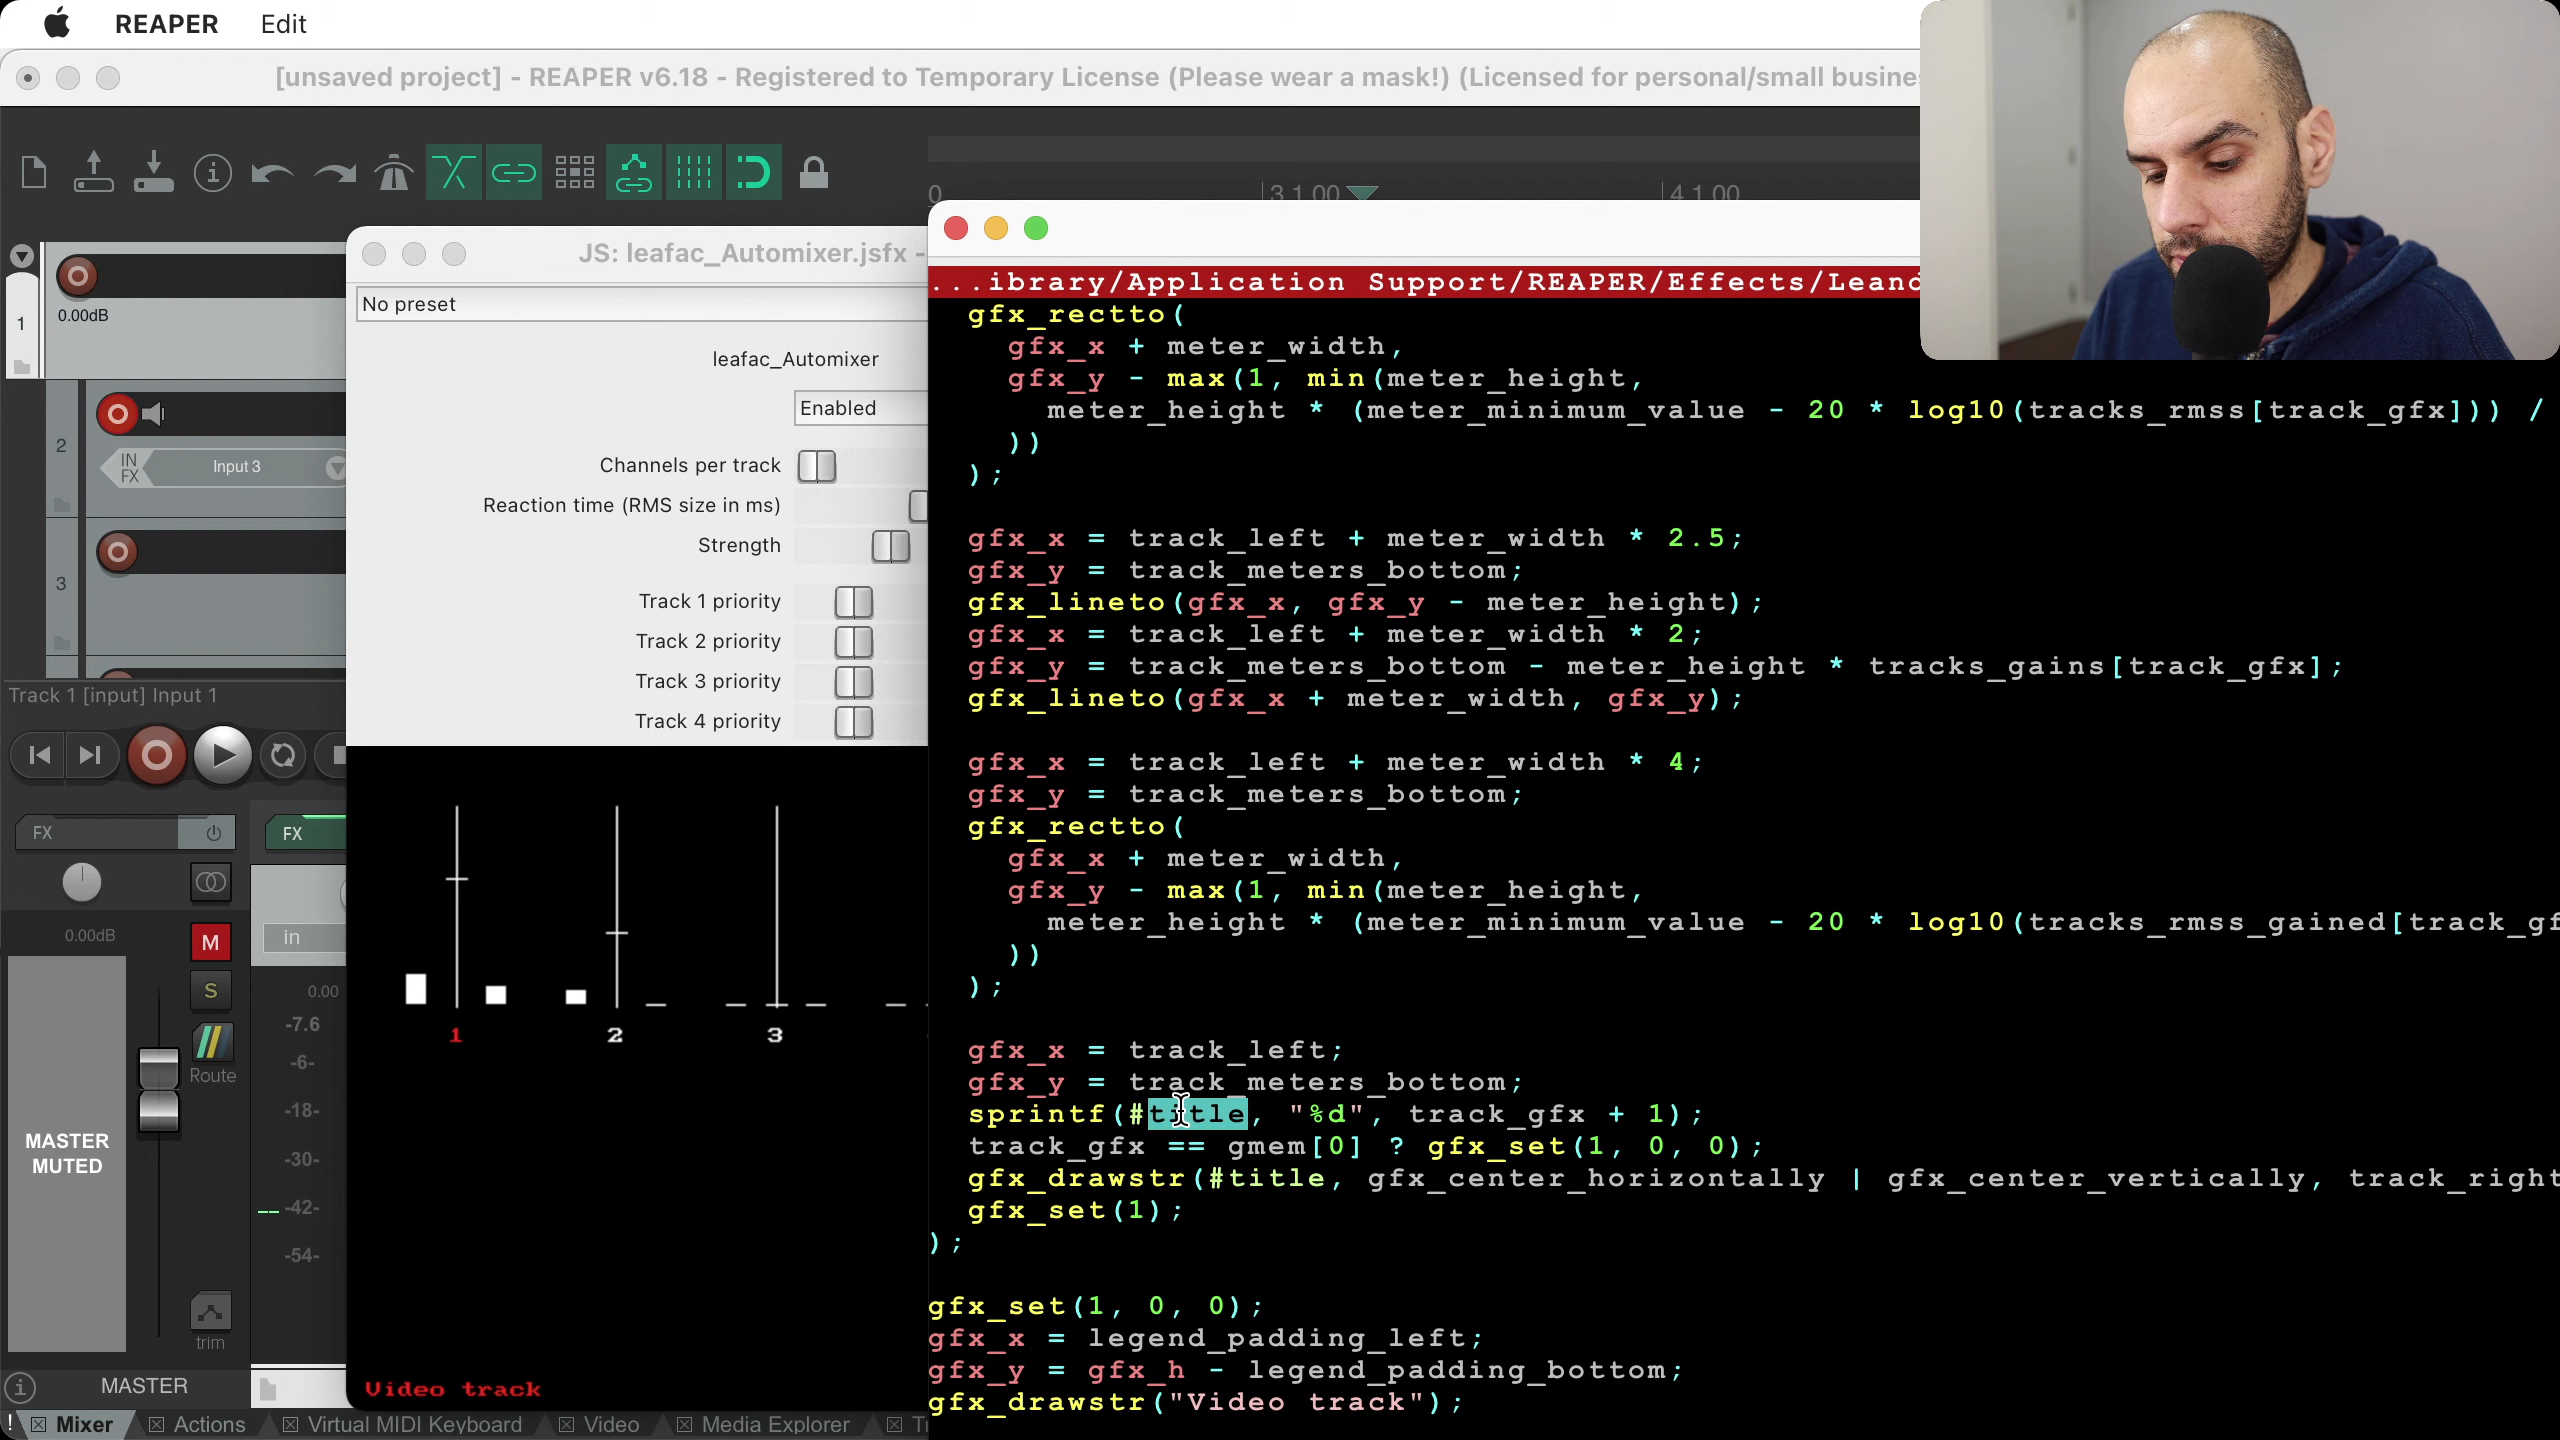 REAPER Edit
[unsaved project] - REAPER v6.18 - Registered to Temporary License (Please wear a mask!) (Licensed for personal/small
0 3.1.00 4.1.00
JS: leafac_Automixer.jsfx -
No preset
leafac_Automixer
Enabled
Channels per track
Reaction time (RMS size in ms)
Strength
Track 1 priority
Track 2 priority
Track 3 priority
Track 4 priority
1 2 3
Video track
1
0.00dB
2
IN
FX
Input 3
3
Track 1 [input] Input 1
FX
FX
0.00dB
M
in
S
0.00
-7.6
-6-
Route
-18-
MASTER
MUTED
-30-
-42-
-54-
trim
MASTER
! Mixer Actions Virtual MIDI Keyboard Video Media Explorer
...ibrary/Application Support/REAPER/Effects/
gfx_rectto(
gfx_x + meter_width,
gfx_y - max(1, min(meter_height,
meter_height * (meter_minimum_value - 20 * log10(tracks_rmss[track_gfx])) /
))
);
gfx_x = track_left + meter_width * 2.5;
gfx_y = track_meters_bottom;
gfx_lineto(gfx_x, gfx_y - meter_height);
gfx_x = track_left + meter_width * 2;
gfx_y = track_meters_bottom - meter_height * tracks_gains[track_gfx];
gfx_lineto(gfx_x + meter_width, gfx_y);
gfx_x = track_left + meter_width * 4;
gfx_y = track_meters_bottom;
gfx_rectto(
gfx_x + meter_width,
gfx_y - max(1, min(meter_height,
meter_height * (meter_minimum_value - 20 * log10(tracks_rmss_gained[track_gf
))
);
gfx_x = track_left;
gfx_y = track_meters_bottom;
sprintf(#title, "%d", track_gfx + 1);
track_gfx == gmem[0] ? gfx_set(1, 0, 0);
gfx_drawstr(#title, gfx_center_horizontally | gfx_center_vertically, track_right
gfx_set(1);
);
gfx_set(1, 0, 0);
gfx_x = legend_padding_left;
gfx_y = gfx_h - legend_padding_bottom;
gfx_drawstr("Video track");